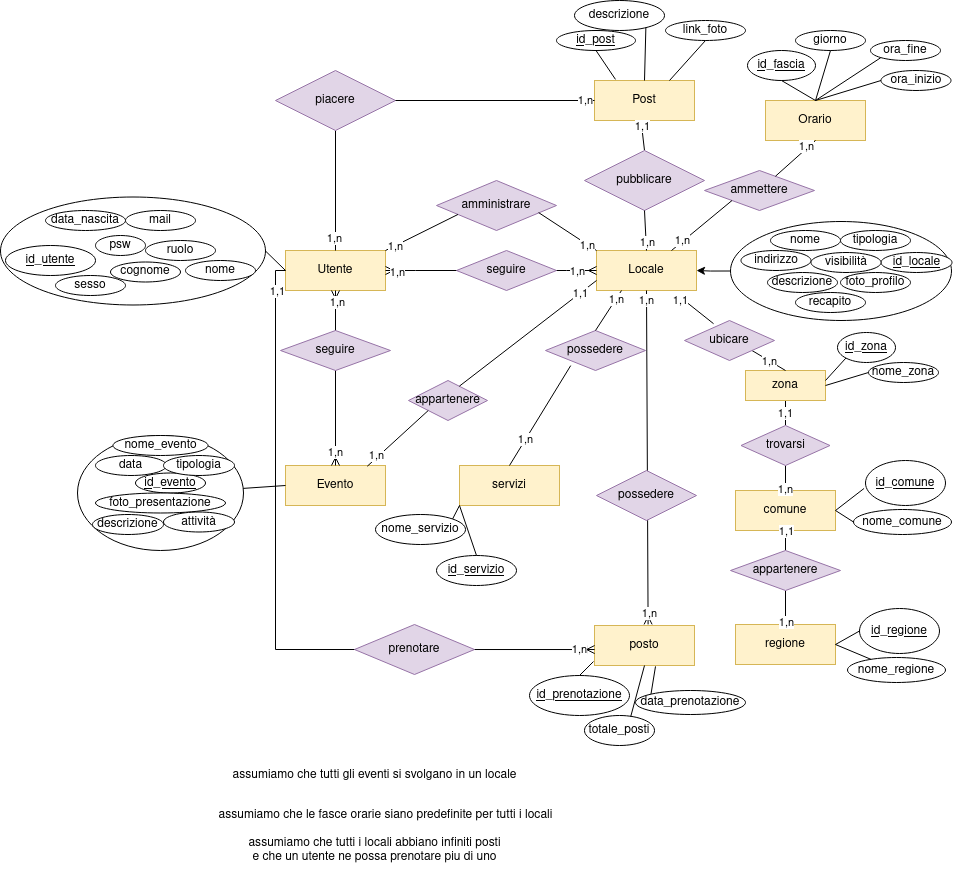 descrizione
id_post
link_foto
giorno
ora_fine
id_fascia
ora_inizio
piacere
1,n
Post
Orario
1,1
1,n
pubblicare
ammettere
amministrare
data_nascita
mail
psw
ruolo
id_utente
cognome
nome
sesso
1,n
1,n
1,n
1,n
1,n
Utente
1,n
seguire
1,n
Locale
nome
tipologia
indirizzo
visibilità
id_locale
descrizione
foto_profilo
recapito
1,1
1,n
1,1
1,n
1,n
1,1
seguire
possedere
ubicare
id_zona
1,n
nome_zona
zona
appartenere
1,1
trovarsi
nome_evento
data
tipologia
id_evento
foto_presentazione
descrizione
attività
1,n
1,n
1,n
Evento
servizi
possedere
1,n
id_comune
comune
nome_comune
nome_servizio
1,1
id_servizio
appartenere
1,n
1,n
id_regione
regione
nome_regione
prenotare
1,n
posto
id_prenotazione
data_prenotazione
totale_posti
assumiamo che tutti gli eventi si svolgano in un locale
assumiamo che le fasce orarie siano predefinite per tutti i locali
assumiamo che tutti i locali abbiano infiniti posti
e che un utente ne possa prenotare piu di uno